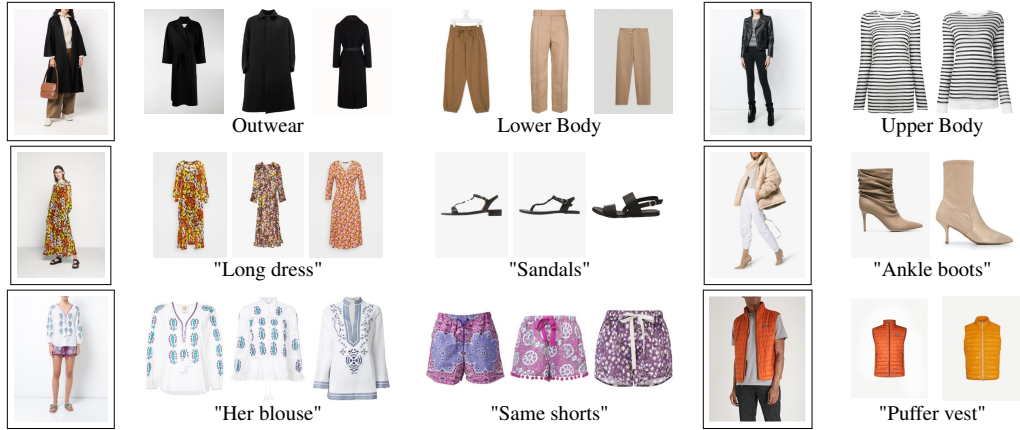 Outwear
Lower Body
Upper Body
"Long dress"
"Sandals"
"Ankle boots"
"Her blouse"
"Same shorts"
"Puffer vest"